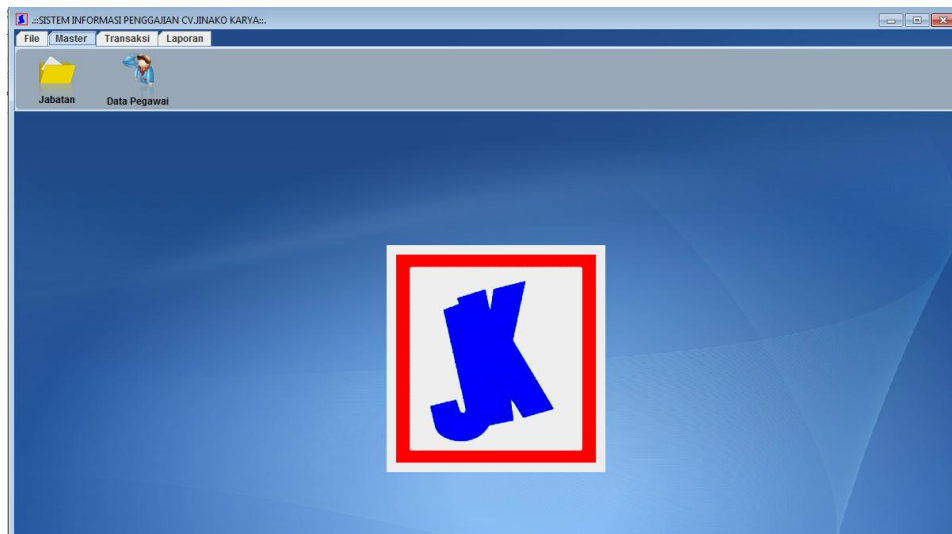 .::SISTEM INFORMASI PENGGAJIAN CV.JINAKO KARYA::.
File Master Transaksi Laporan
Jabatan Data Pegawai
JK